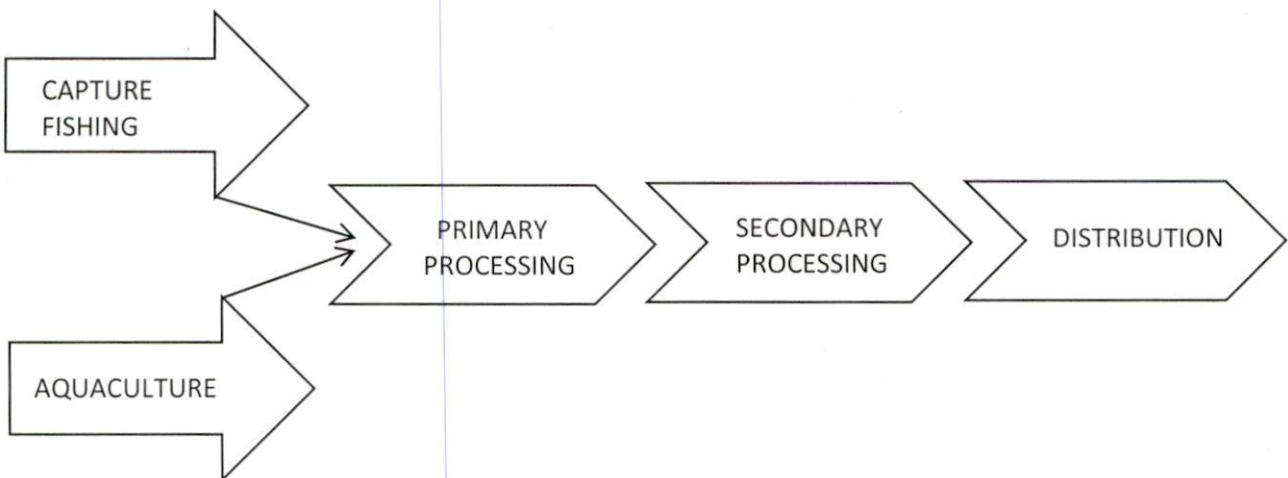 CAPTURE
FISHING
PRIMARY
PROCESSING
SECONDARY
PROCESSING
DISTRIBUTION
AQUACULTURE